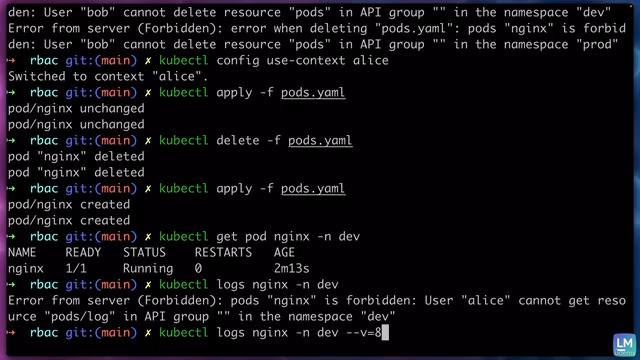 den: User "bob" cannot delete resource "pods" in API group "" in the namespace "dev"
Error from server (Forbidden): error when deleting "pods.yaml": pods "nginx" is forbid
den: User "bob" cannot delete resource "pods" in API group "" in the namespace "prod"
→ rbac git:(main) ✗ kubectl config use-context alice
Switched to context "alice".
→ rbac git:(main) ✗ kubectl apply -f pods.yaml
pod/nginx unchanged
pod/nginx unchanged
→ rbac git:(main) ✗ kubectl delete -f pods.yaml
pod "nginx" deleted
pod "nginx" deleted
→ rbac git:(main) ✗ kubectl apply -f pods.yaml
pod/nginx created
pod/nginx created
→ rbac git:(main) ✗ kubectl get pod nginx -n dev
NAME READY STATUS RESTARTS AGE
nginx 1/1 Running 0 2m13s
→ rbac git:(main) ✗ kubectl logs nginx -n dev
Error from server (Forbidden): pods "nginx" is forbidden: User "alice" cannot get reso
urce "pods/log" in API group "" in the namespace "dev"
→ rbac git:(main) ✗ kubectl logs nginx -n dev --v=8
LM